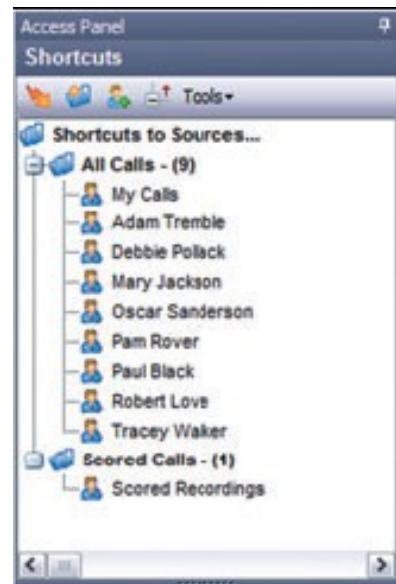 Access Panel
Shortcuts
Tools
Shortcuts to Sources...
All Calls - (9)
My Calls
Adam Tremble
Debbie Pollack
Mary Jackson
Oscar Sanderson
Pam Rover
Paul Black
Robert Love
Tracey Waker
Scored Calls - (1)
Scored Recordings